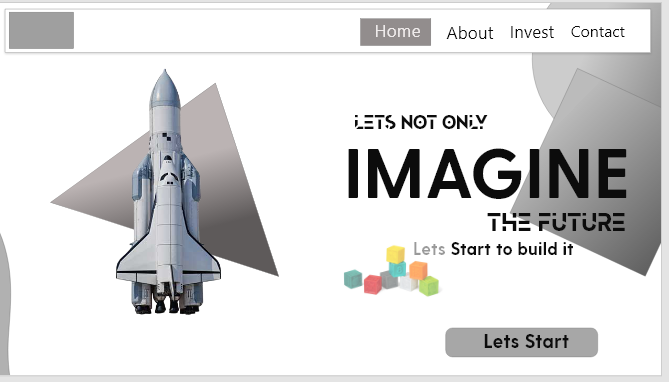 Home About Invest Contact
LETS NOT ONLY
IMAGINE
THE FUTURE
Lets Start to build it
Lets Start